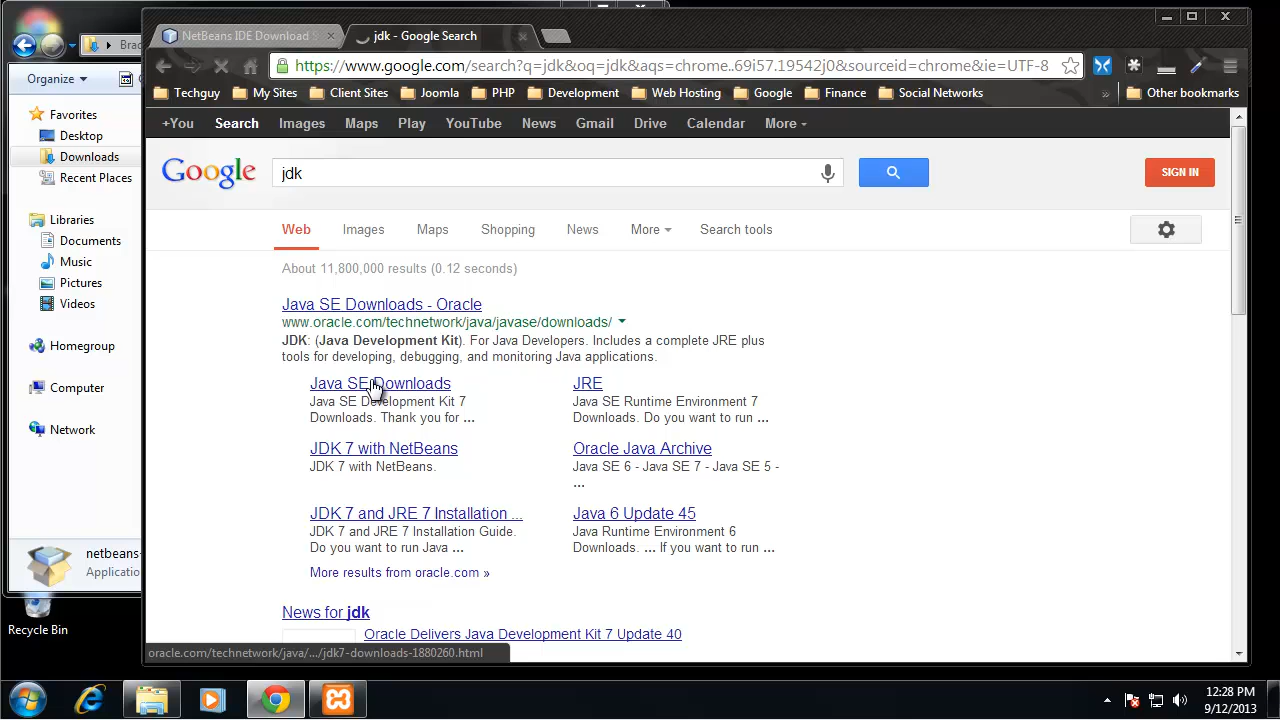 NetBeans IDE Download S
jdk - Google Search
Brac
https://www.google.com/search?q=jdk&oq=jdk&aqs=chrome..69i57.19542j0&sourceid=chrome&ie=UTF-8
Organize
Techguy
My Sites
Client Sites
Joomla
PHP
Development
Web Hosting
Google
Finance
Social Networks
»
Other bookmarks
Favorites
Desktop
Downloads
Recent Places
Libraries
Documents
Music
Pictures
Videos
Homegroup
Computer
Network
netbeans-
Applicatio
Recycle Bin
+You Search Images Maps Play YouTube News Gmail Drive Calendar More
Google
jdk
SIGN IN
Web Images Maps Shopping News More Search tools
About 11,800,000 results (0.12 seconds)
Java SE Downloads - Oracle
www.oracle.com/technetwork/java/javase/downloads/
JDK: (Java Development Kit). For Java Developers. Includes a complete JRE plus
tools for developing, debugging, and monitoring Java applications.
Java SE Downloads
Java SE Development Kit 7
Downloads. Thank you for ...
JRE
Java SE Runtime Environment 7
Downloads. Do you want to run ...
JDK 7 with NetBeans
JDK 7 with NetBeans.
Oracle Java Archive
Java SE 6 - Java SE 7 - Java SE 5 -
...
JDK 7 and JRE 7 Installation ...
JDK 7 and JRE 7 Installation Guide.
Do you want to run Java ...
Java 6 Update 45
Java Runtime Environment 6
Downloads. ... If you want to run ...
More results from oracle.com »
News for jdk
Oracle Delivers Java Development Kit 7 Update 40
oracle.com/technetwork/java/.../jdk7-downloads-1880260.html
12:28 PM
9/12/2013